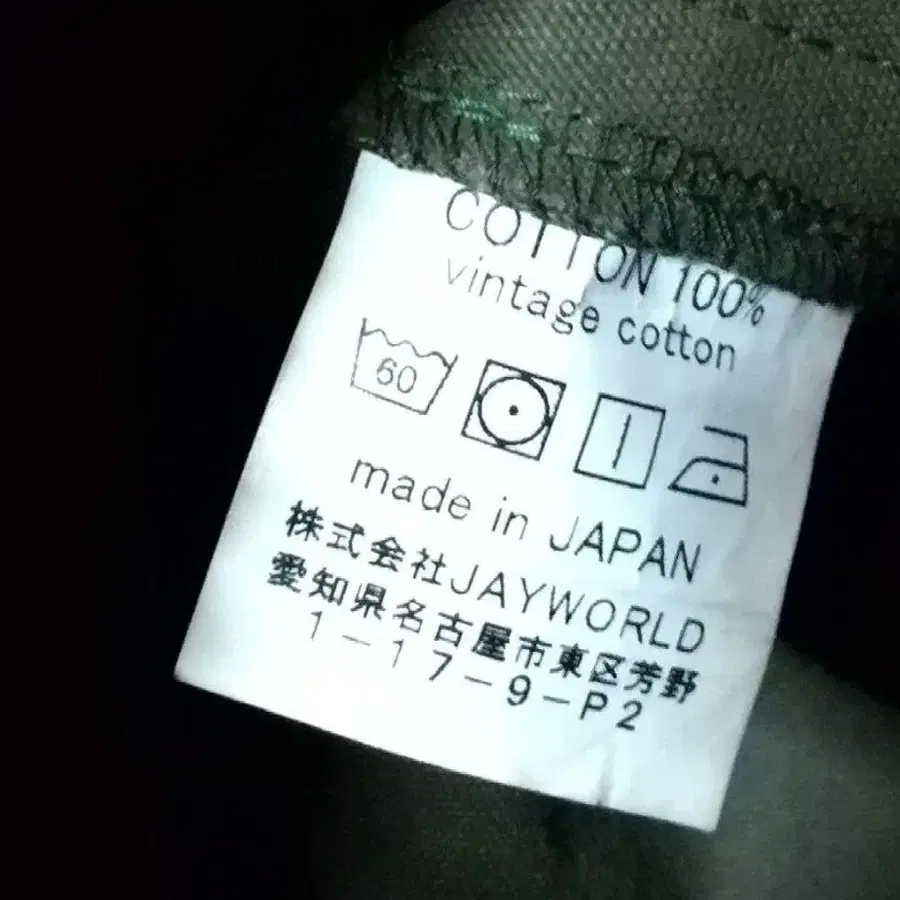 COTTON 100%
vintage cotton
60
made in JAPAN
株式会社JAYWORLD
愛知県名古屋市東区芳野
1-17-9-P2